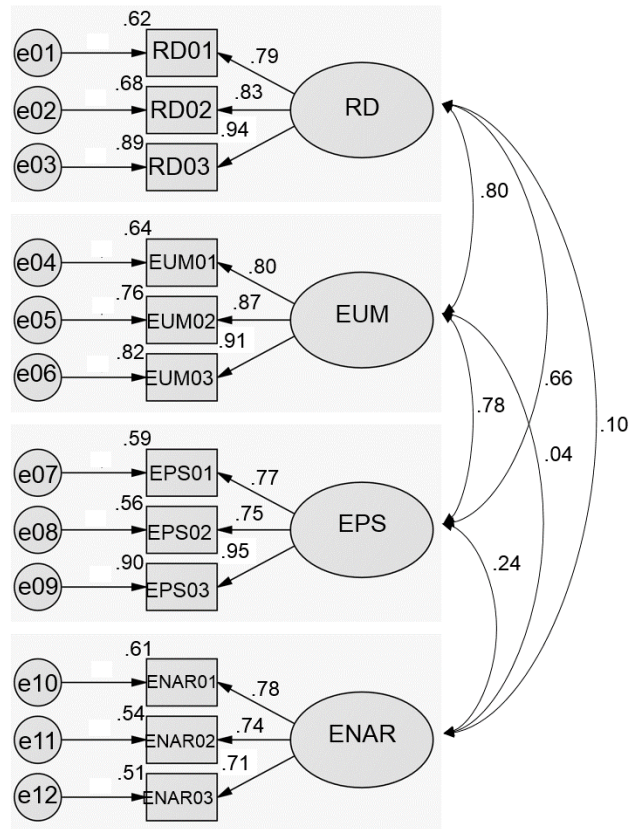 .62
e01 RD01 .79
.68
e02 RD02 .83 RD
.89 .94
e03 RD03
.80
.64
e04 EUM01 .80
.76
e05 EUM02 .87 EUM
.82 .91
e06 EUM03
.78 .66 .04 .10
.59
e07 EPS01 .77
.56
e08 EPS02 .75 EPS
.90 .95
e09 EPS03
.24
.61
e10 ENAR01 .78
.54
e11 ENAR02 .74 ENAR
.51 .71
e12 ENAR03